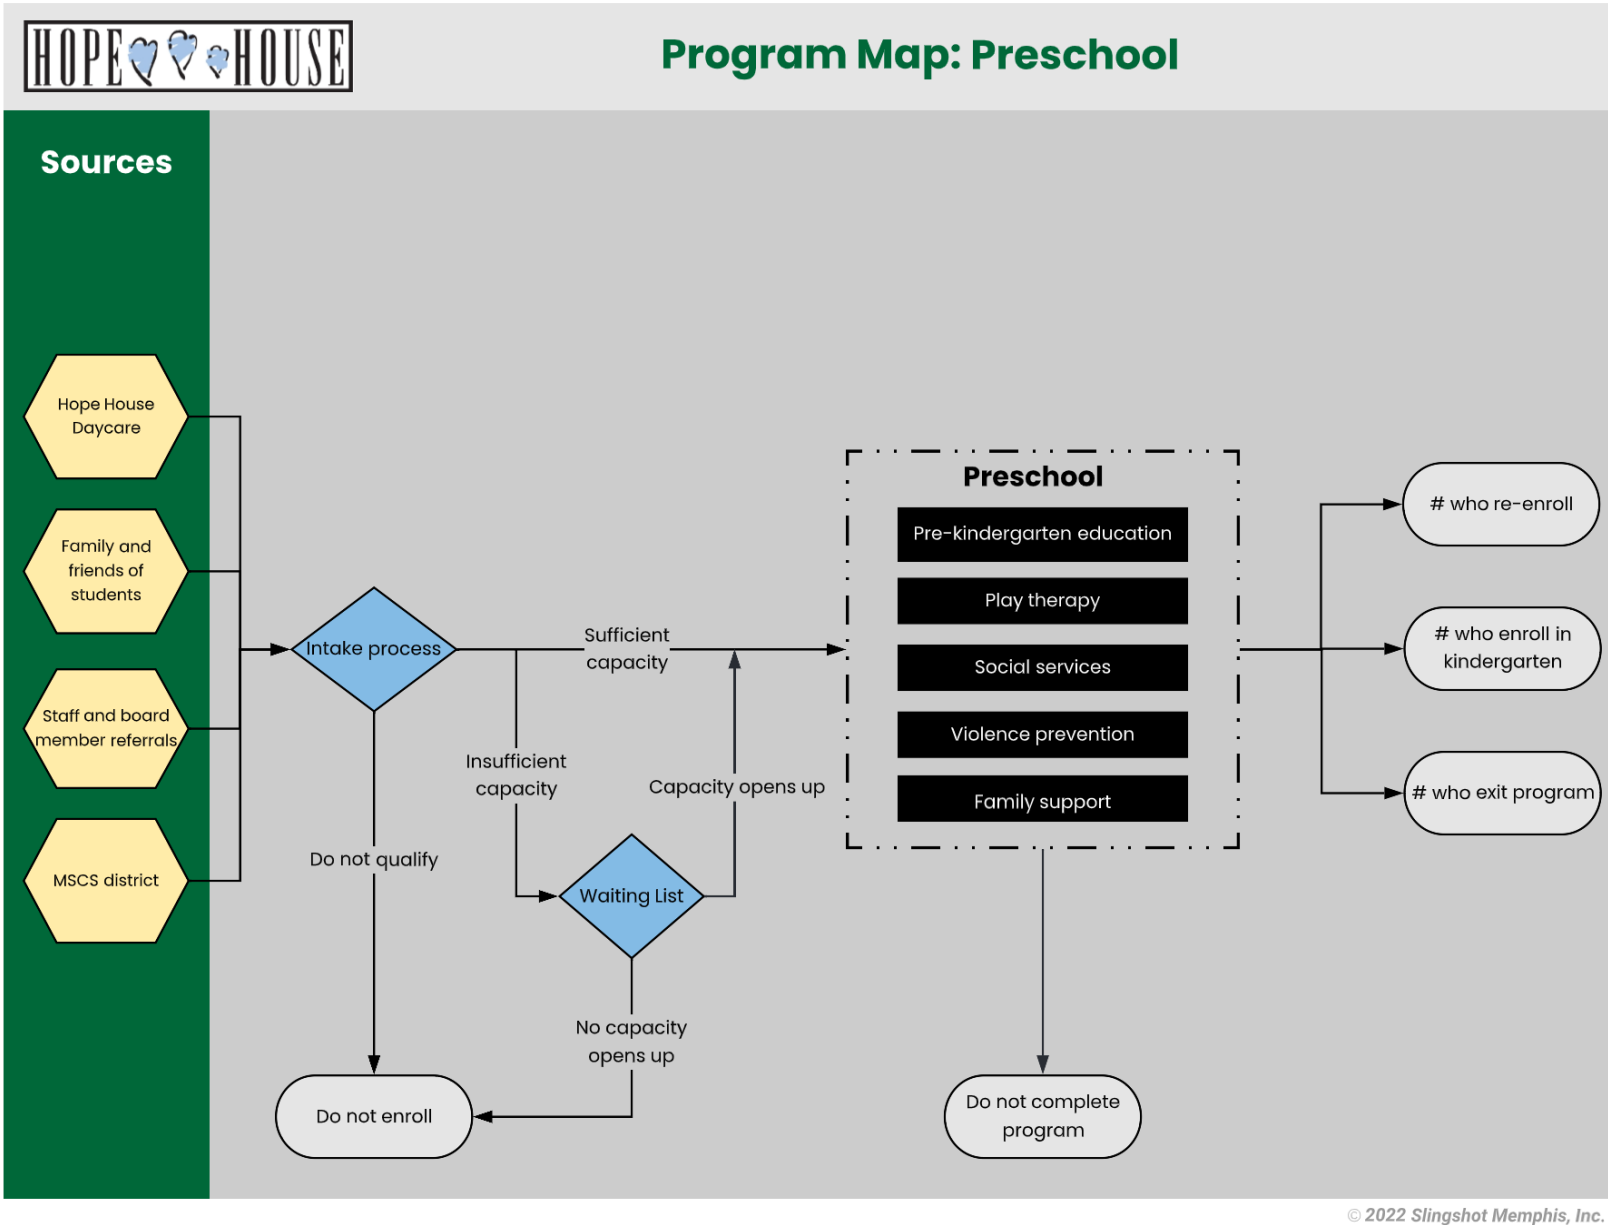 HOPE HOUSE
Program Map: Preschool
Sources
Hope House
Daycare
Family and
friends of
students
Staff and board
member referrals
MSCS district
Intake process
Sufficient
capacity
Insufficient
capacity
Capacity opens up
Do not qualify
Waiting List
No capacity
opens up
Do not enroll
Preschool
Pre-kindergarten education
Play therapy
Social services
Violence prevention
Family support
Do not complete
program
# who re-enroll
# who enroll in
kindergarten
# who exit program
© 2022 Slingshot Memphis, Inc.